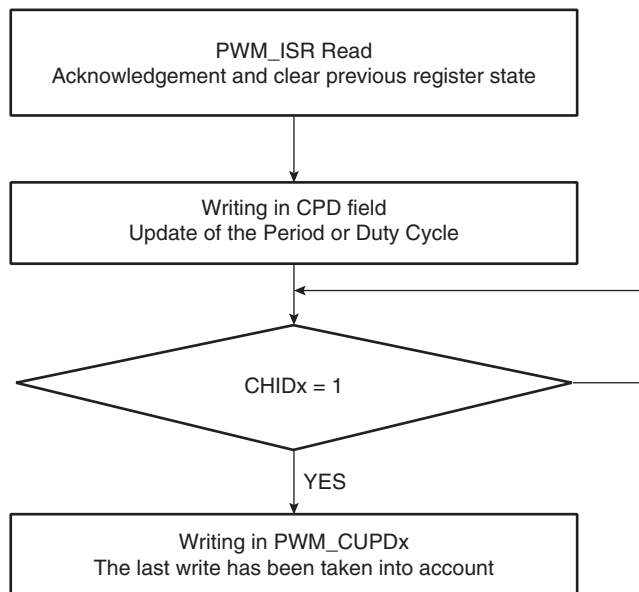 PWM_ISR Read
Acknowledgement and clear previous register state
Writing in CPD field
Update of the Period or Duty Cycle
CHIDx = 1
YES
Writing in PWM_CUPDx
The last write has been taken into account